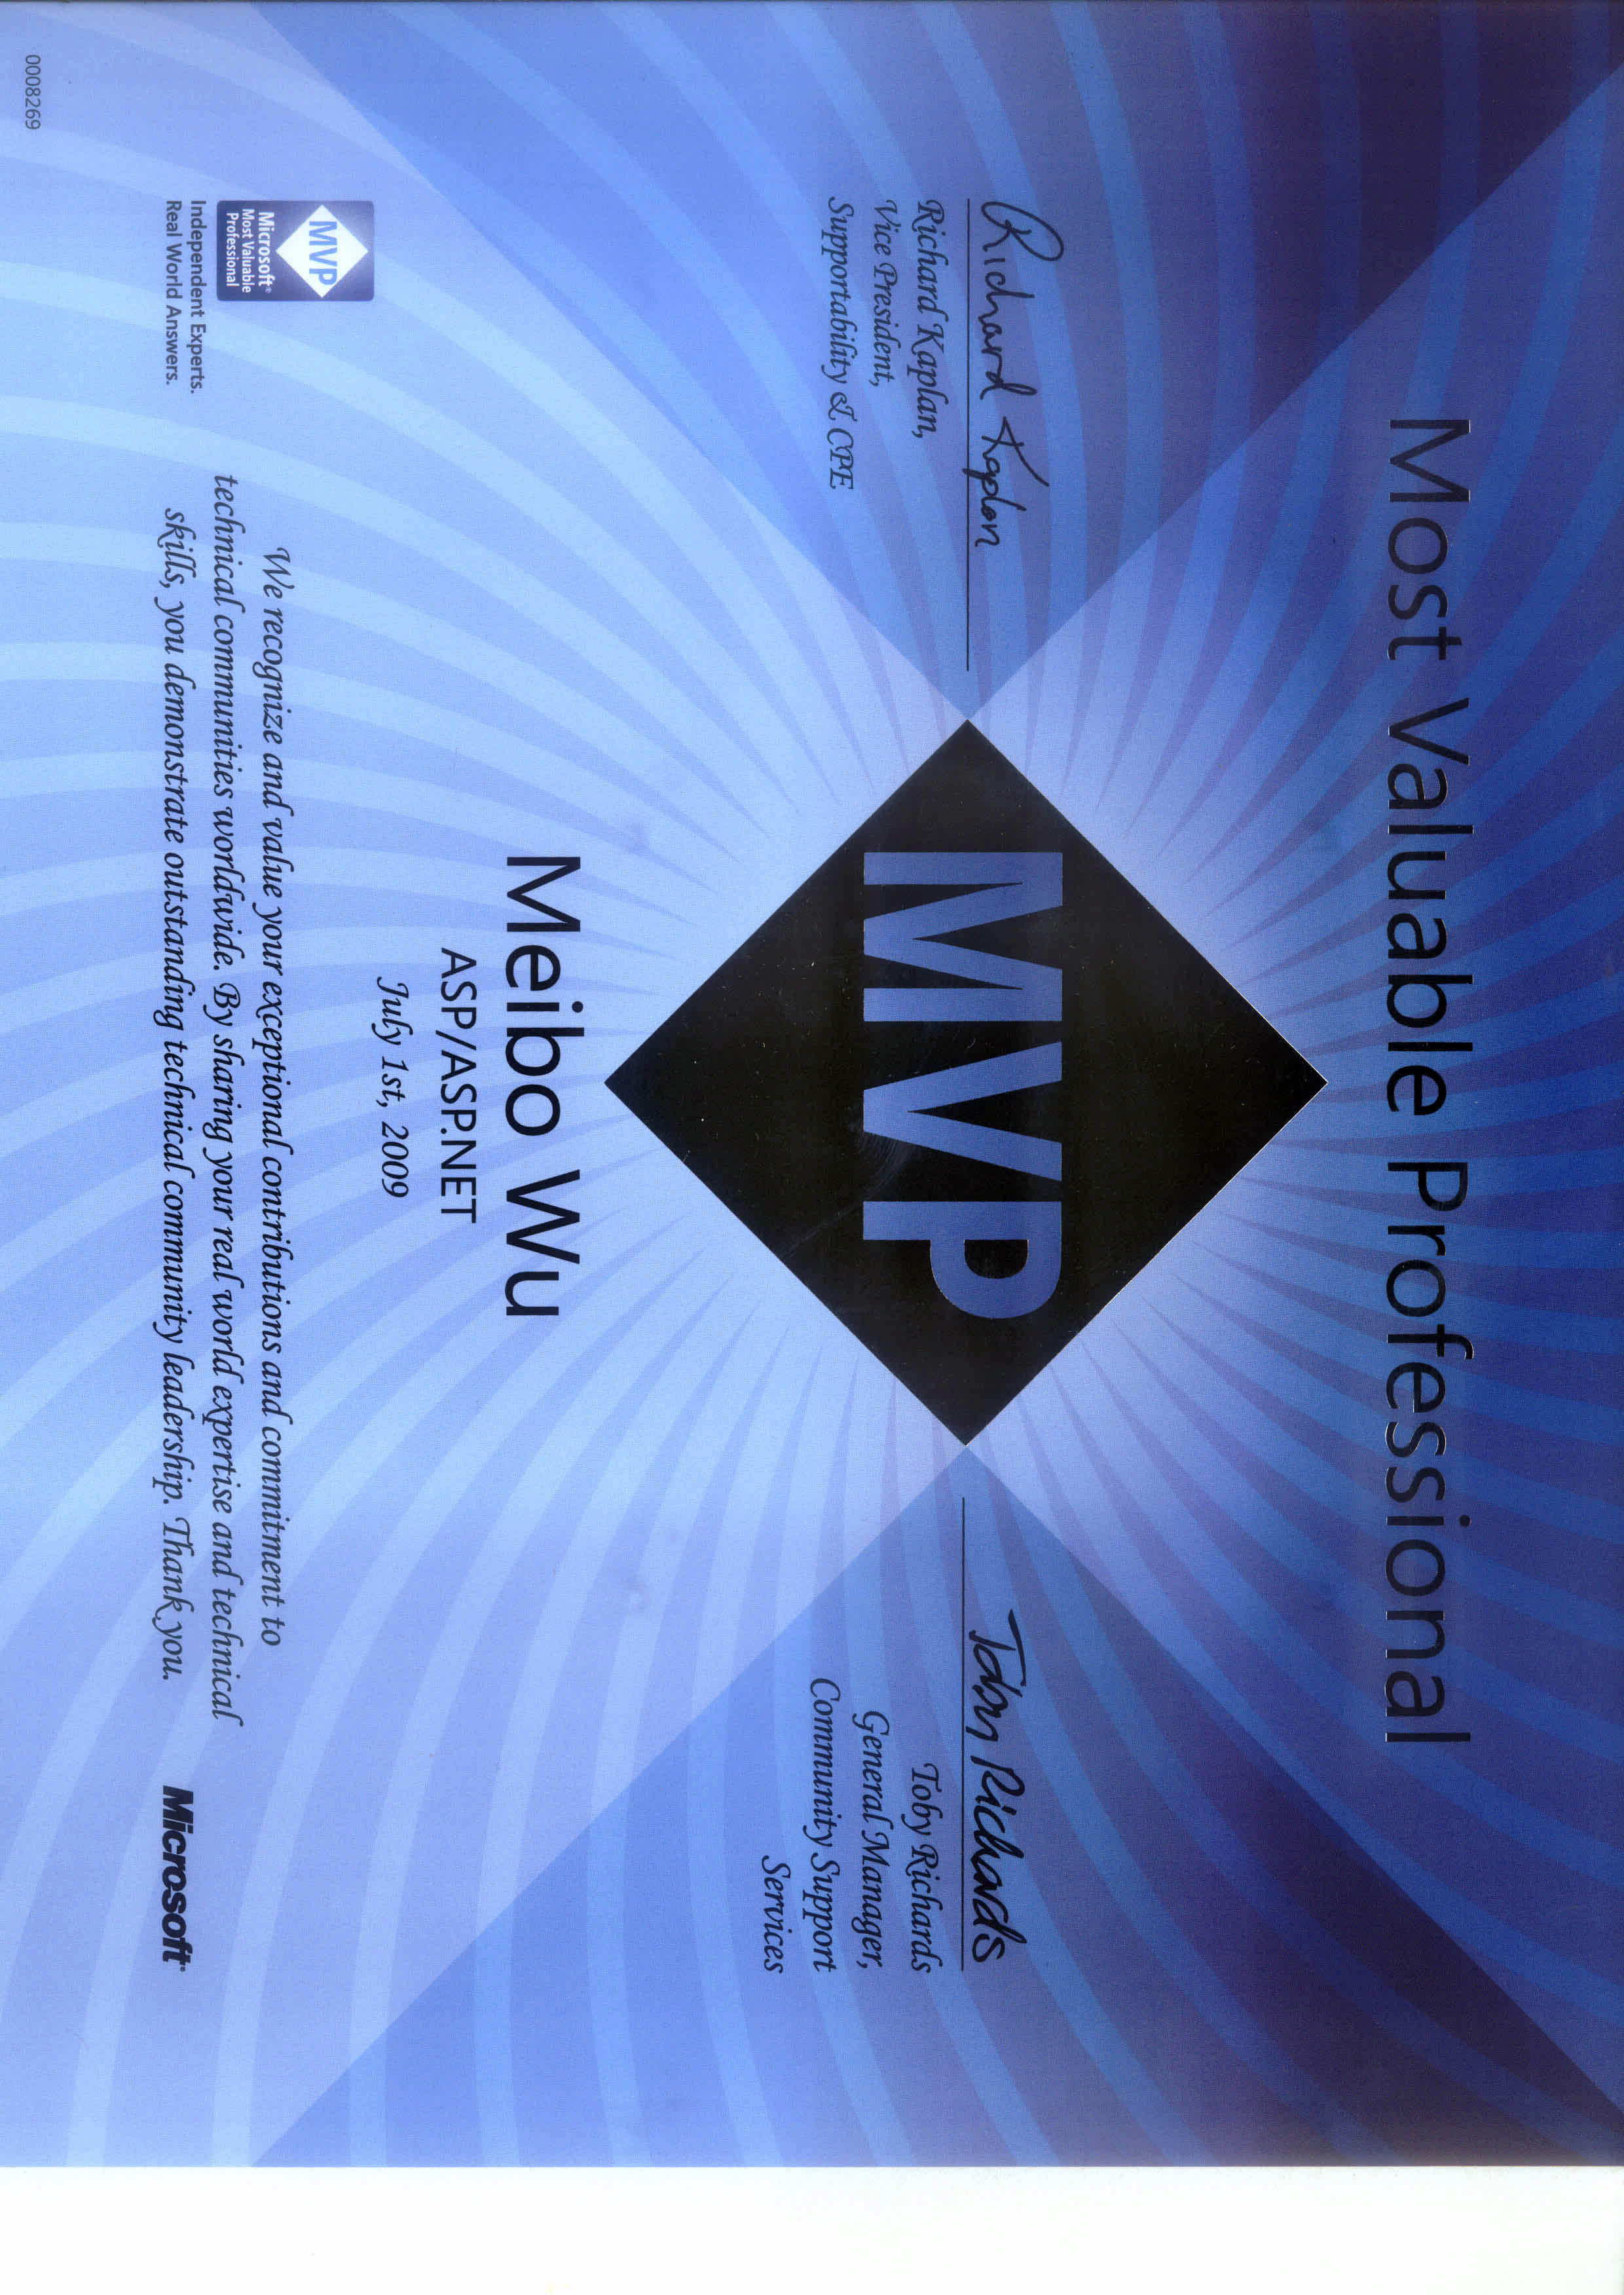 Most Valuable Professional
Richard Kaplan
Richard Kaplan,
Vice President,
Supportability & CPE
MVP
Toby Richards
Toby Richards
General Manager,
Community Support
Services
Meibo Wu
ASP/ASP.NET
July 1st, 2009
We recognize and value your exceptional contributions and commitment to
technical communities worldwide. By sharing your real world expertise and technical
skills, you demonstrate outstanding technical community leadership. Thank you.
MVP
Microsoft®
Most Valuable
Professional
Independent Experts.
Real World Answers.
Microsoft®
0008269